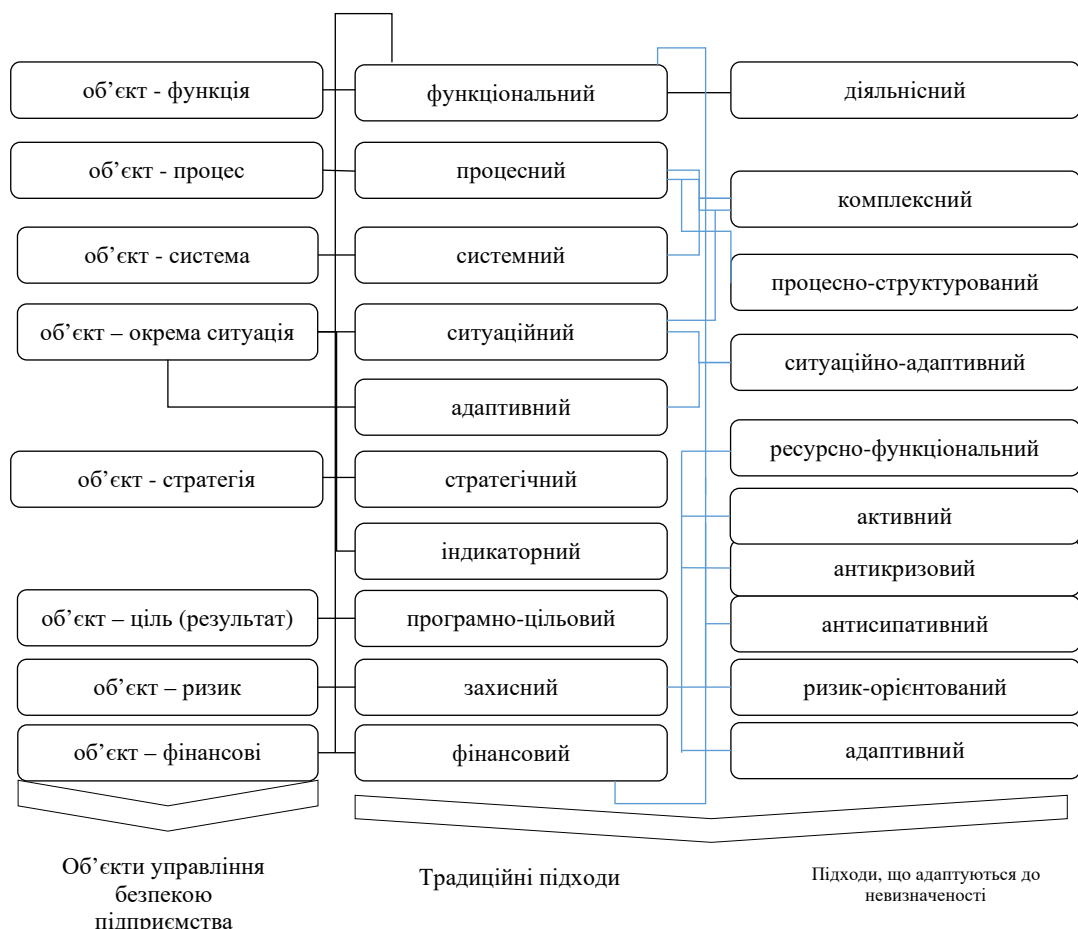 об’єкт - функція
функціональний
діяльнісний
об’єкт - процес
процесний
комплексний
об’єкт - система
системний
процесно-структурований
об’єкт – окрема ситуація
ситуаційний
ситуаційно-адаптивний
адаптивний
ресурсно-функціональний
об’єкт - стратегія
стратегічний
активний
індикаторний
антикризовий
об’єкт – ціль (результат)
програмно-цільовий
антисипативний
об’єкт – ризик
захисний
ризик-орієнтований
об’єкт – фінансові
фінансовий
адаптивний
Об’єкти управління
безпекою
підприємства
Традиційні підходи
Підходи, що адаптуються до
невизначеності